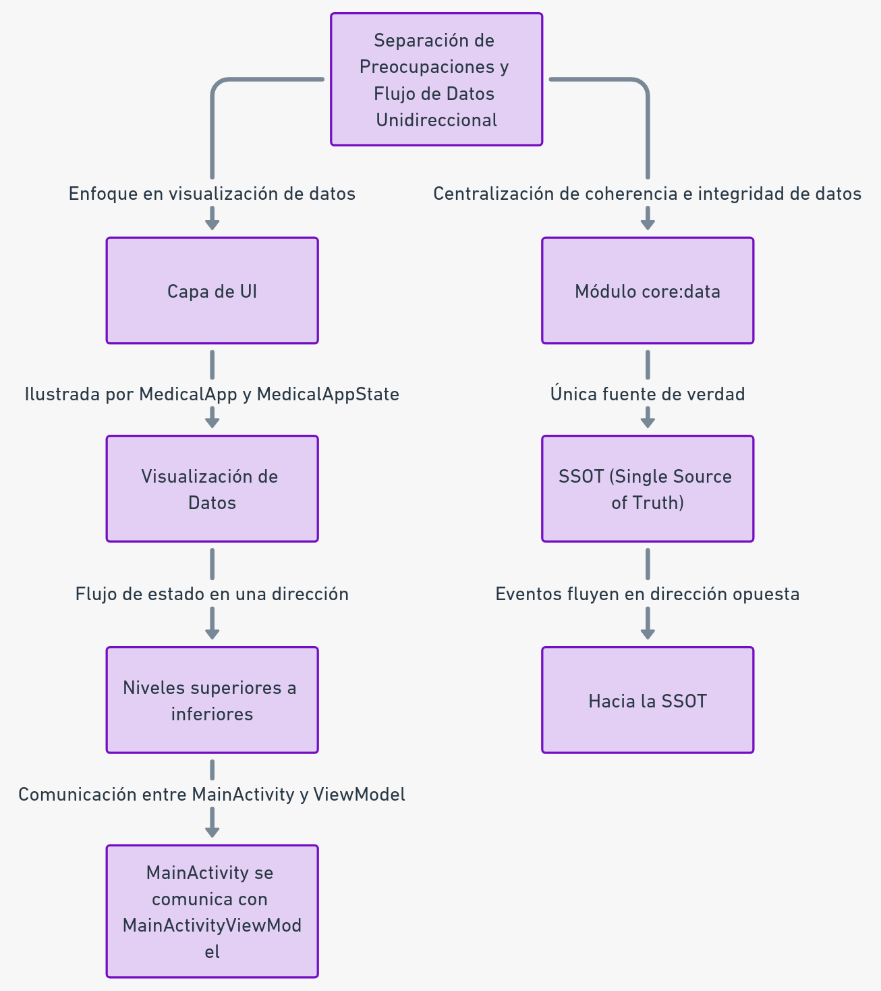 Separación de
Preocupaciones y
Flujo de Datos
Unidireccional
Enfoque en visualización de datos
Centralización de coherencia e integridad de datos
Capa de UI
Módulo core:data
Ilustrada por MedicalApp y MedicalAppState
Única fuente de verdad
Visualización de
Datos
SSOT (Single Source
of Truth)
Flujo de estado en una dirección
Eventos fluyen en dirección opuesta
Niveles superiores a
inferiores
Hacia la SSOT
Comunicación entre MainActivity y ViewModel
MainActivity se
comunica con
MainActivityViewMod
el